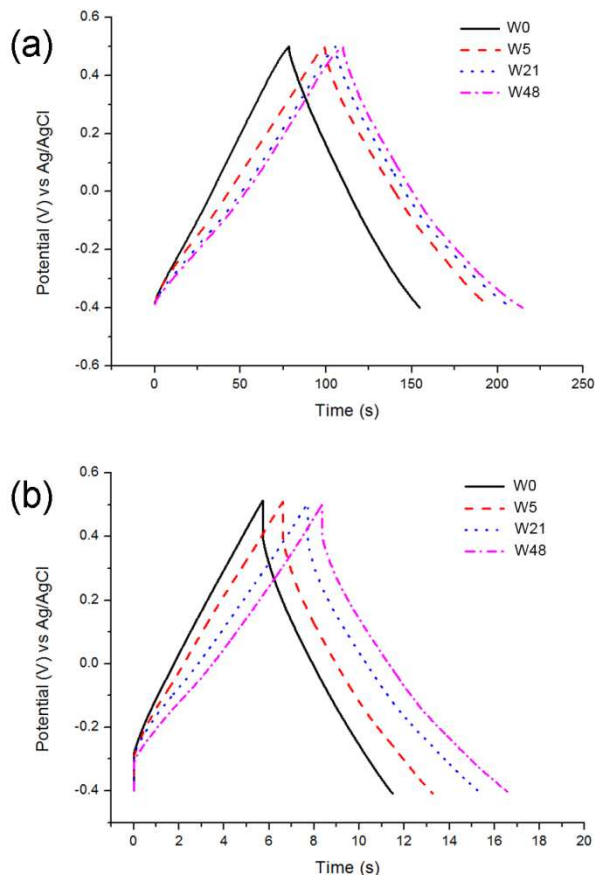 (a)
W0
W5
W21
W48
Potential (V) vs Ag/AgCl
0.6
0.4
0.2
0.0
-0.2
-0.4
-0.6
0 50 100 150 200 250
Time (s)
(b)
W0
W5
W21
W48
Potential (V) vs Ag/AgCl
0.6
0.4
0.2
0.0
-0.2
-0.4
0 2 4 6 8 10 12 14 16 18 20
Time (s)